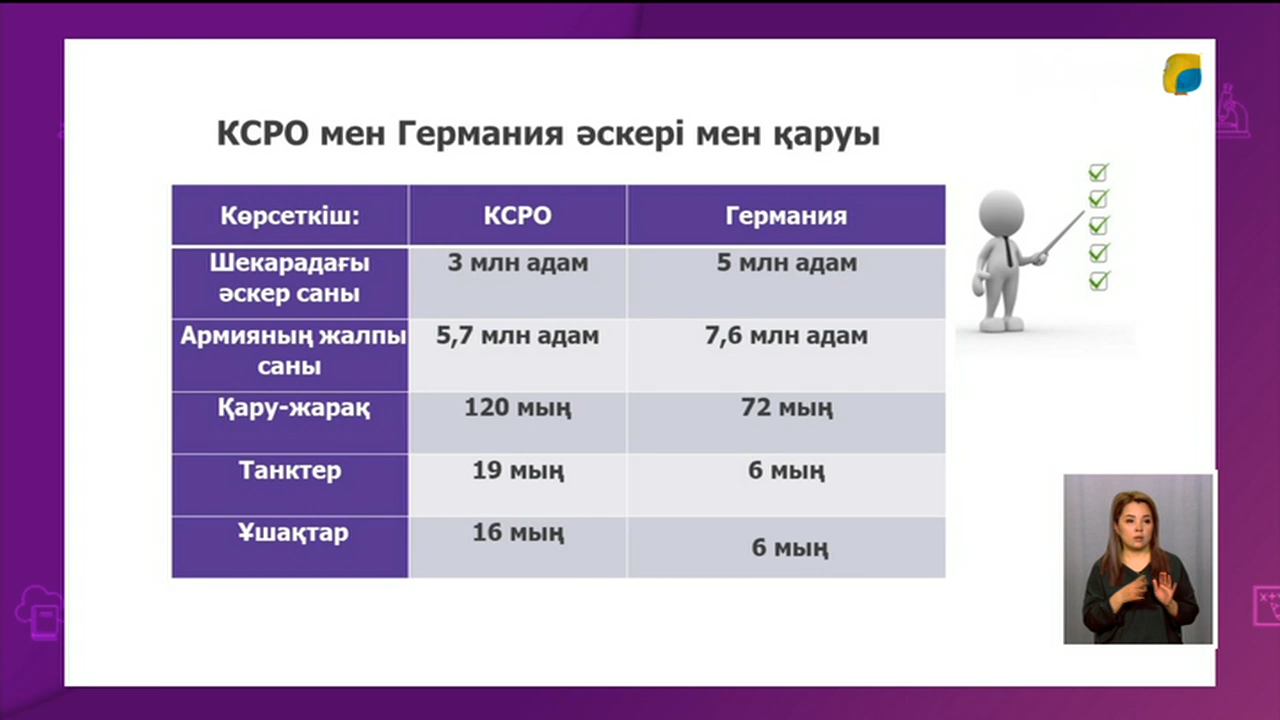 КСРО мен Германия әскері мен қаруы
Көрсеткіш: КСРО Германия
Шекарадағы әскер саны 3 млн адам 5 млн адам
Армияның жалпы саны 5,7 млн адам 7,6 млн адам
Қару-жарақ 120 мың 72 мың
Танктер 19 мың 6 мың
Ұшақтар 16 мың 6 мың